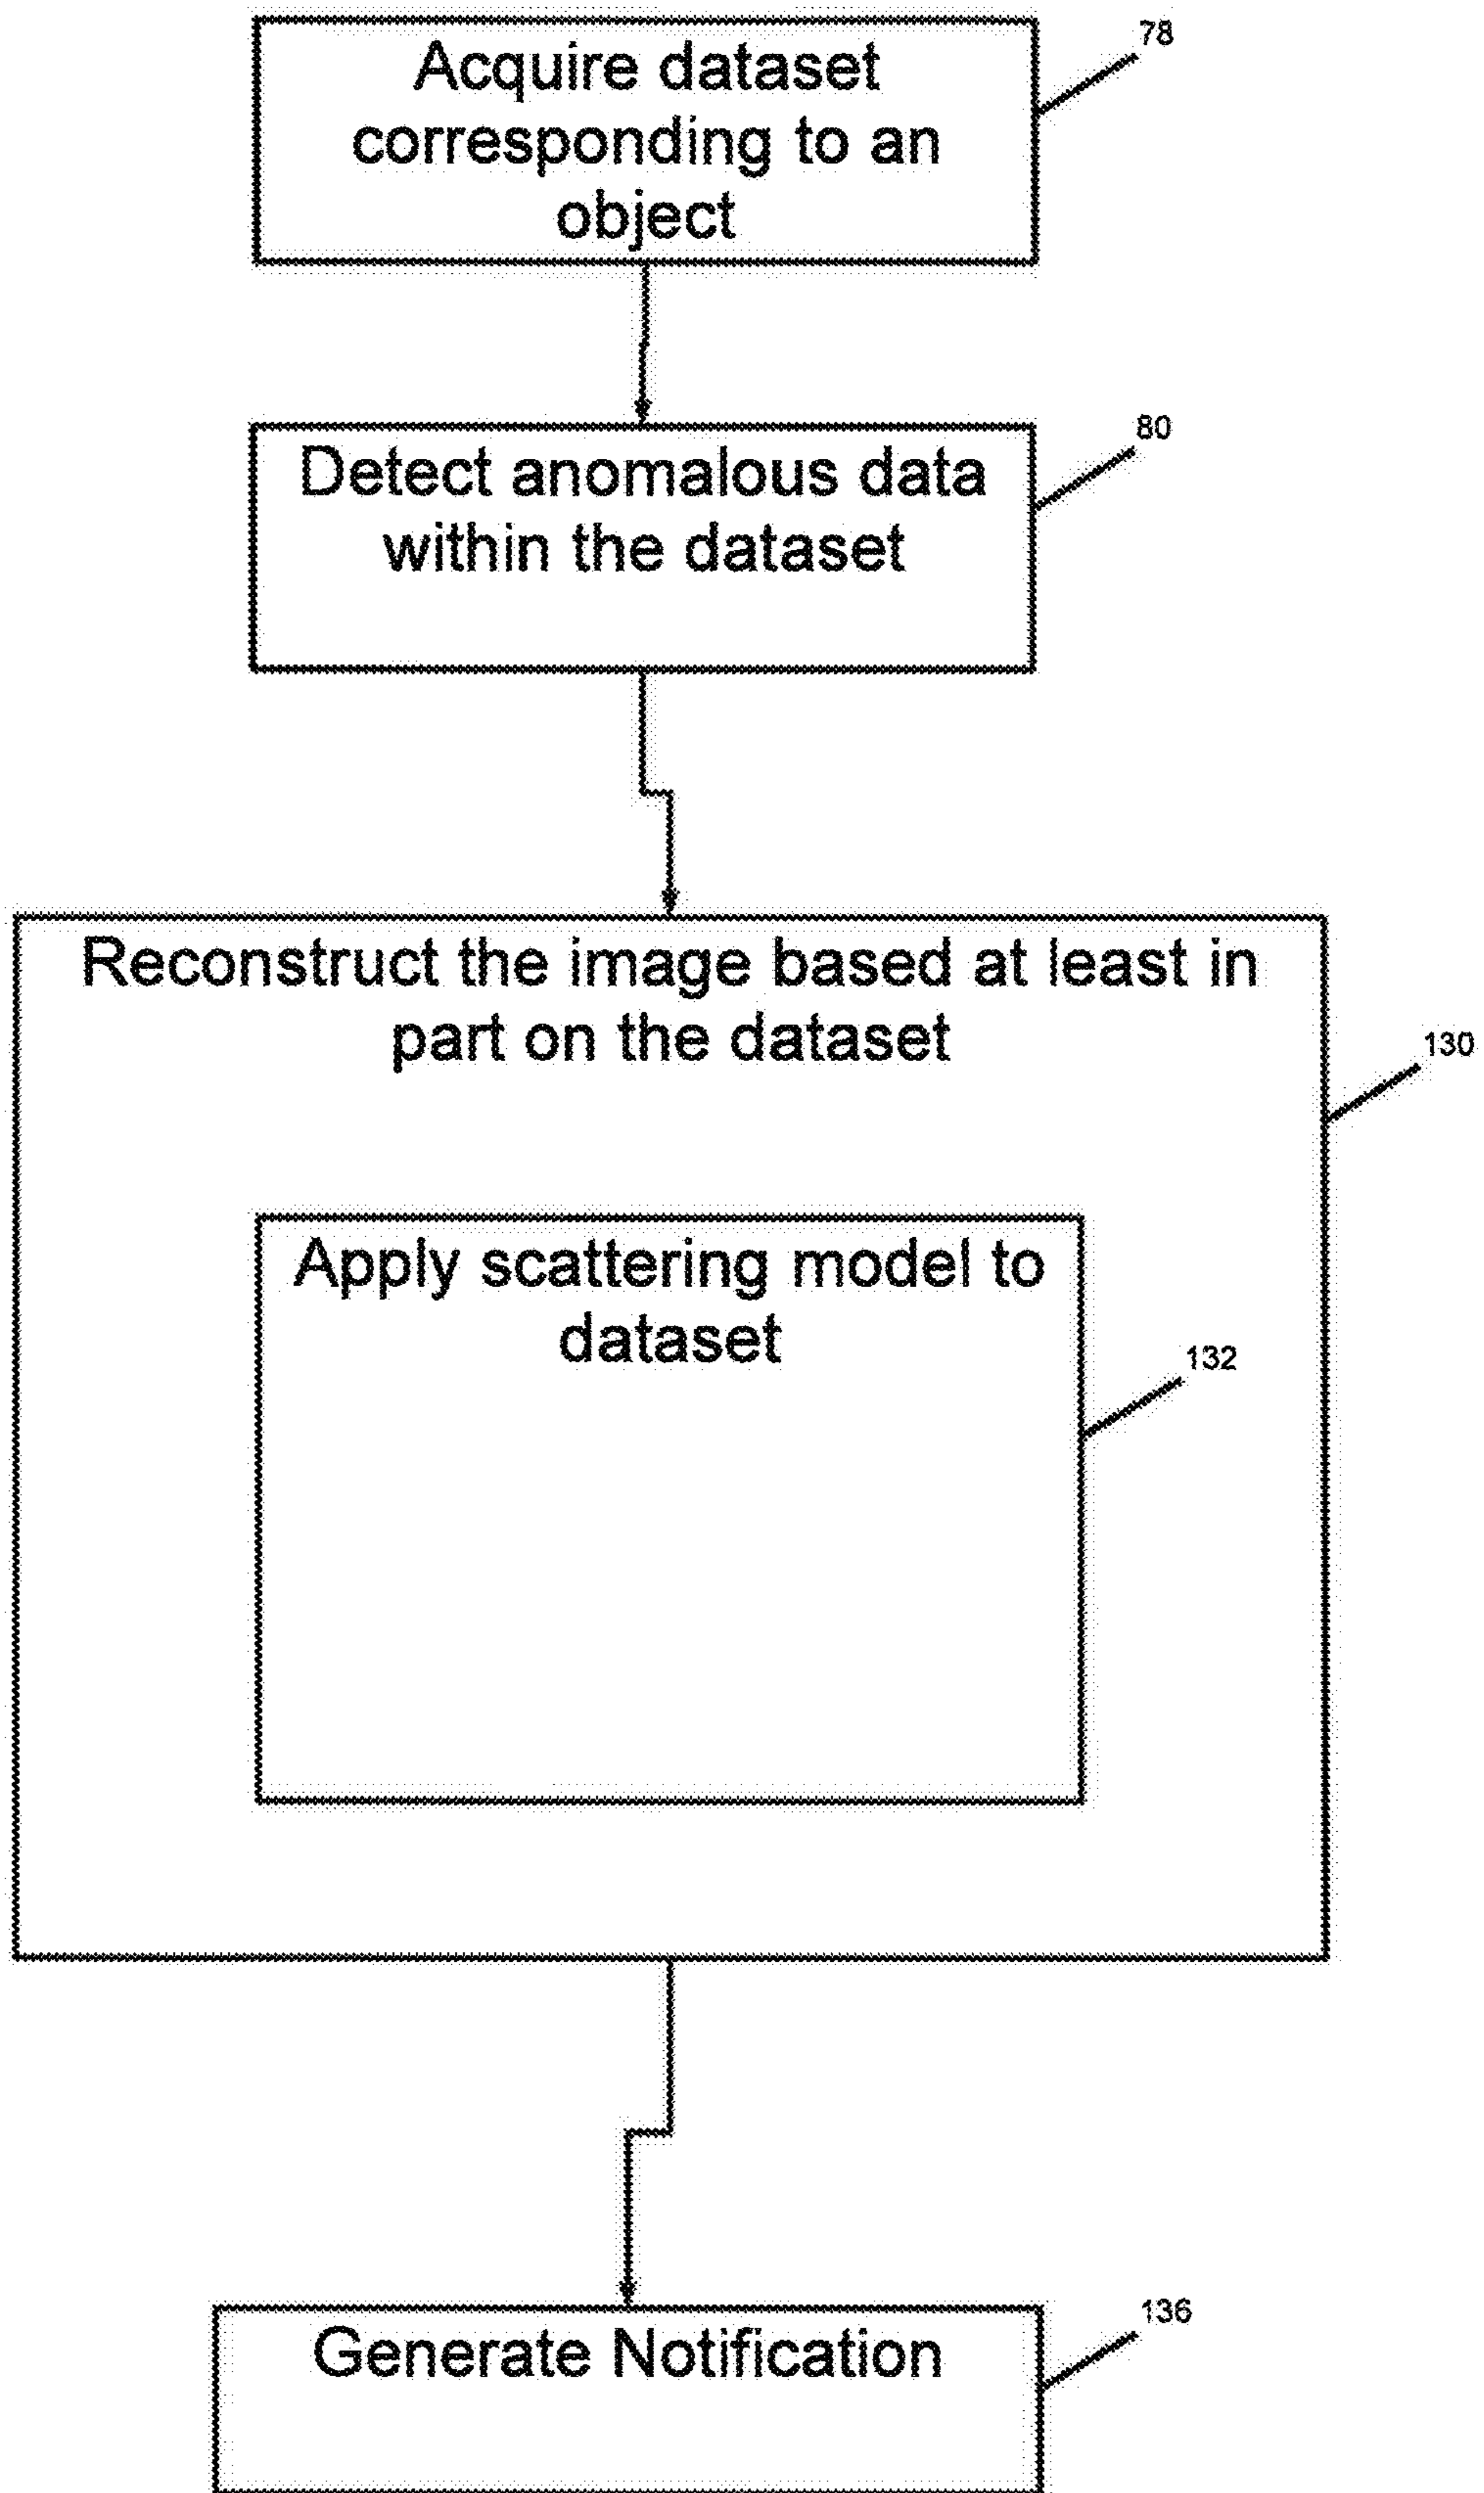 78
Acquire dataset
corresponding to an
object
80
Detect anomalous data
within the dataset
Reconstruct the image based at least in
part on the dataset
130
Apply scattering model to
dataset
132
136
Generate Notification